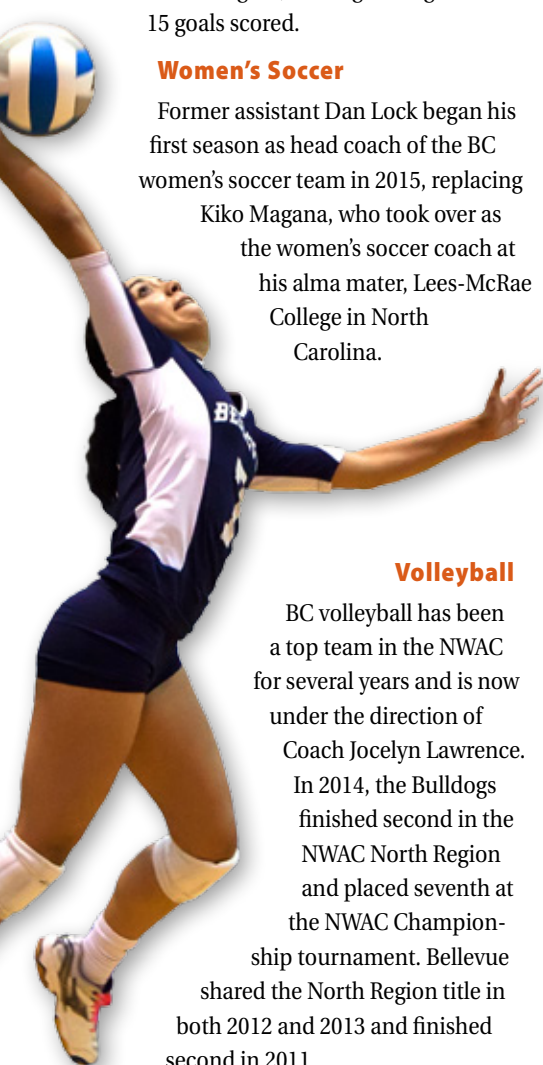 15 goals scored.
Women's Soccer
Former assistant Dan Lock began his
first season as head coach of the BC
women's soccer team in 2015, replacing
Kiko Magana, who took over as
the women's soccer coach at
his alma mater, Lees-McRae
College in North
Carolina.
Volleyball
BC volleyball has been
a top team in the NWAC
for several years and is now
under the direction of
Coach Jocelyn Lawrence.
In 2014, the Bulldogs
finished second in the
NWAC North Region
and placed seventh at
the NWAC Champion-
ship tournament. Bellevue
shared the North Region title in
both 2012 and 2013 and finished
second in 2011